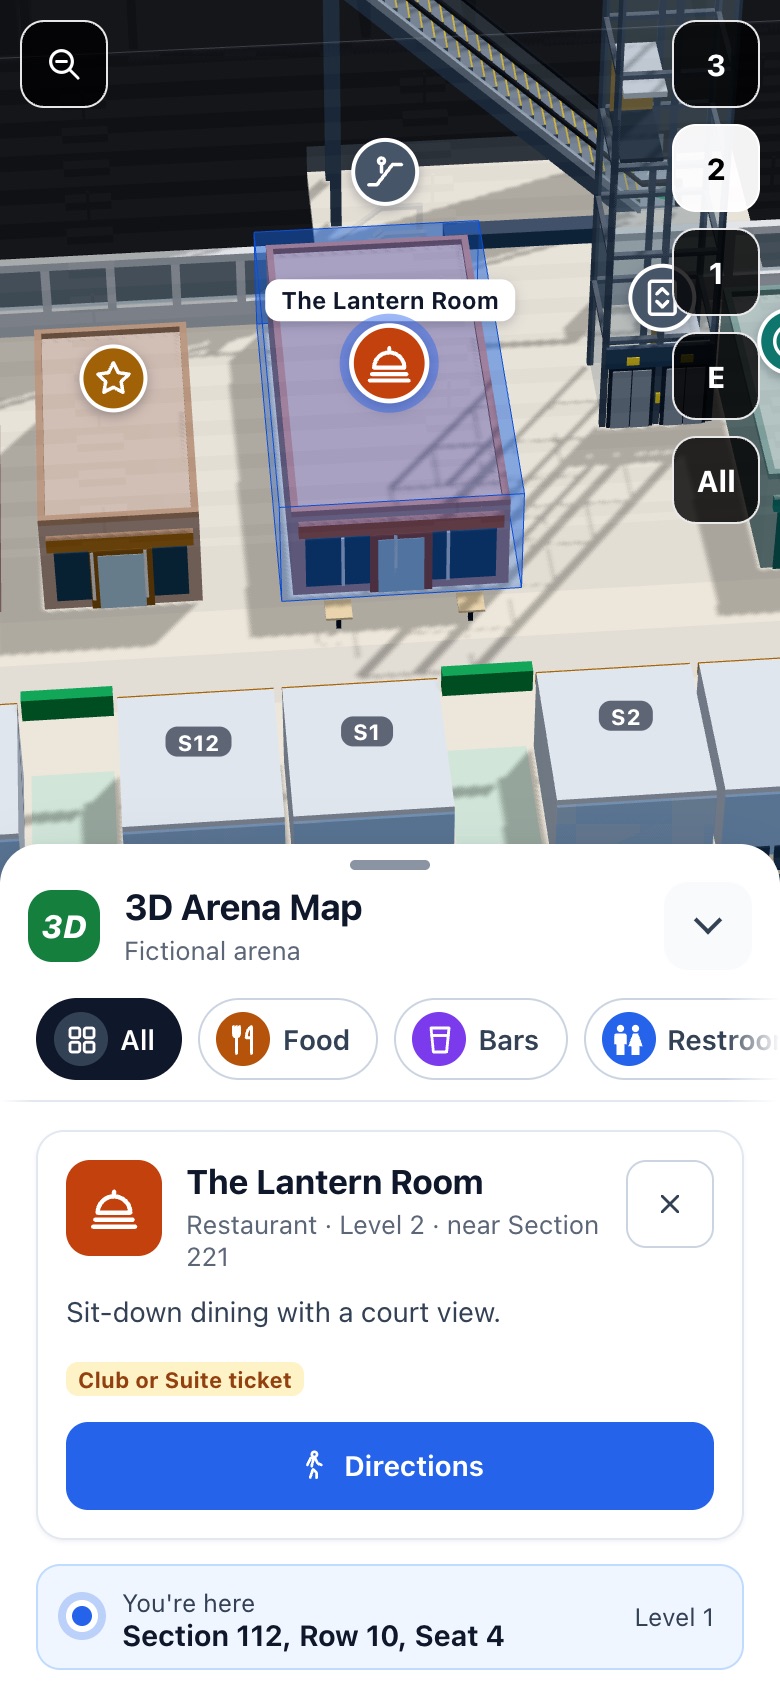 3
2
1
E
All
The Lantern Room
S12
S1
S2
3D
3D Arena Map
Fictional arena
All
Food
Bars
The Lantern Room
Restaurant · Level 2 · near Section
221
Sit-down dining with a court view.
Club or Suite ticket
Directions
You're here
Section 112, Row 10, Seat 4
Level 1